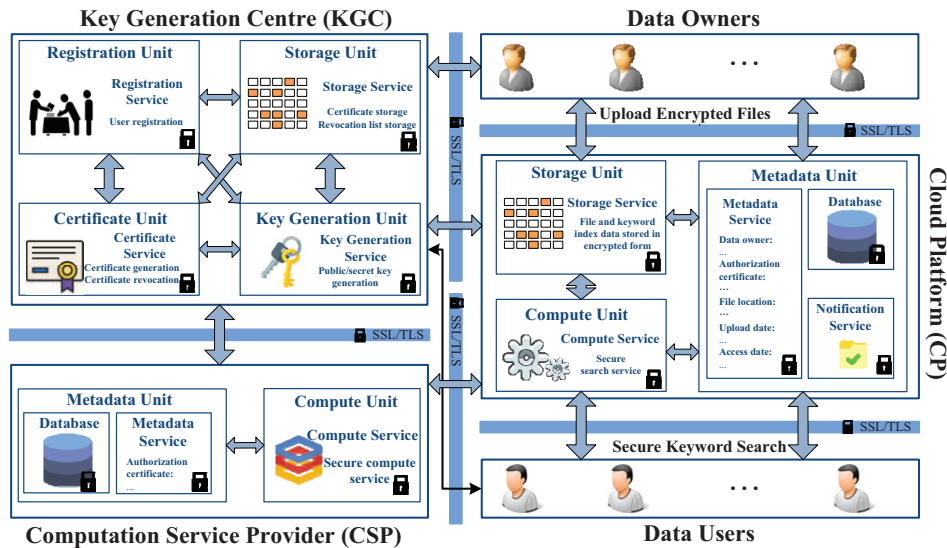 Key Generation Centre (KGC)
Registration Unit
Registration
Service
User registration
Storage Unit
Storage Service
Certificate storage
Revocation list storage
Certificate Unit
Certificate
Service
Certificate generation
Certificate revocation
Key Generation Unit
Key Generation
Service
Public/secret key
generation
SSL/TLS
SSL/TLS
SSL/TLS
Data Owners
...
Upload Encrypted Files
SSL/TLS
Cloud Platform (CP)
Storage Unit
Storage Service
File and keyword
index data stored in
encrypted form
Compute Unit
Compute Service
Secure
search service
Metadata Unit
Metadata
Service
Data owner:
...
Authorization
certificate:
...
File location:
...
Upload date:
...
Access date:
...
Database
Notification
Service
SSL/TLS
Secure Keyword Search
...
Data Users
Metadata Unit
Database
Metadata
Service
Authorization
certificate:
...
Compute Unit
Compute Service
Secure compute
service
Computation Service Provider (CSP)